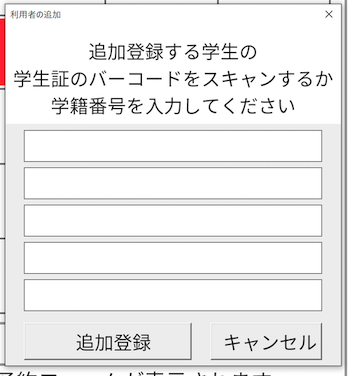 利用者の追加
追加登録する学生の
学生証のバーコードをスキャンするか
学籍番号を入力してください
追加登録
キャンセル